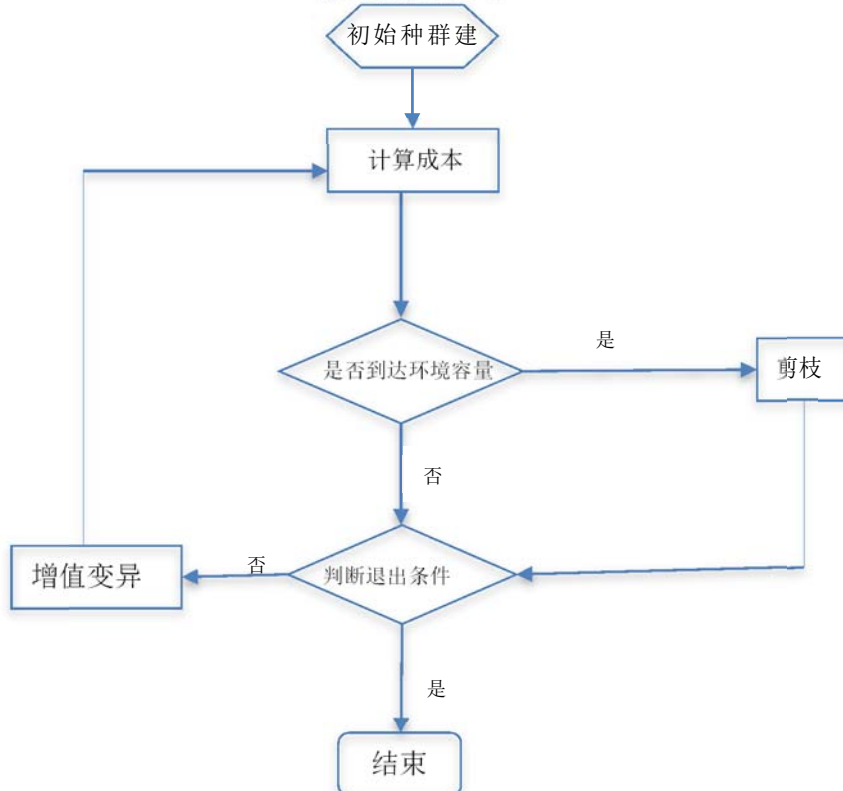 初始种群建
计算成本
是否到达环境容量
是
剪枝
否
判断退出条件
否
增值变异
是
结束